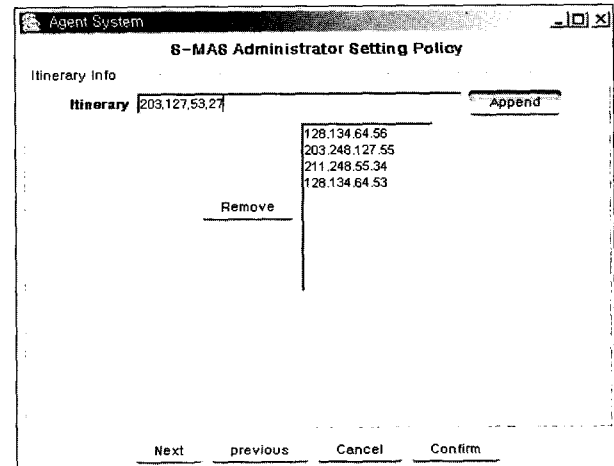 Agent System
S-MAS Administrator Setting Policy
Itinerary Info
Itinerary 203,127,53,27 Append
128.134.64.56
203.248.127.55
211.248.55.34
128.134.64.53
Remove
Next previous Cancel Confirm